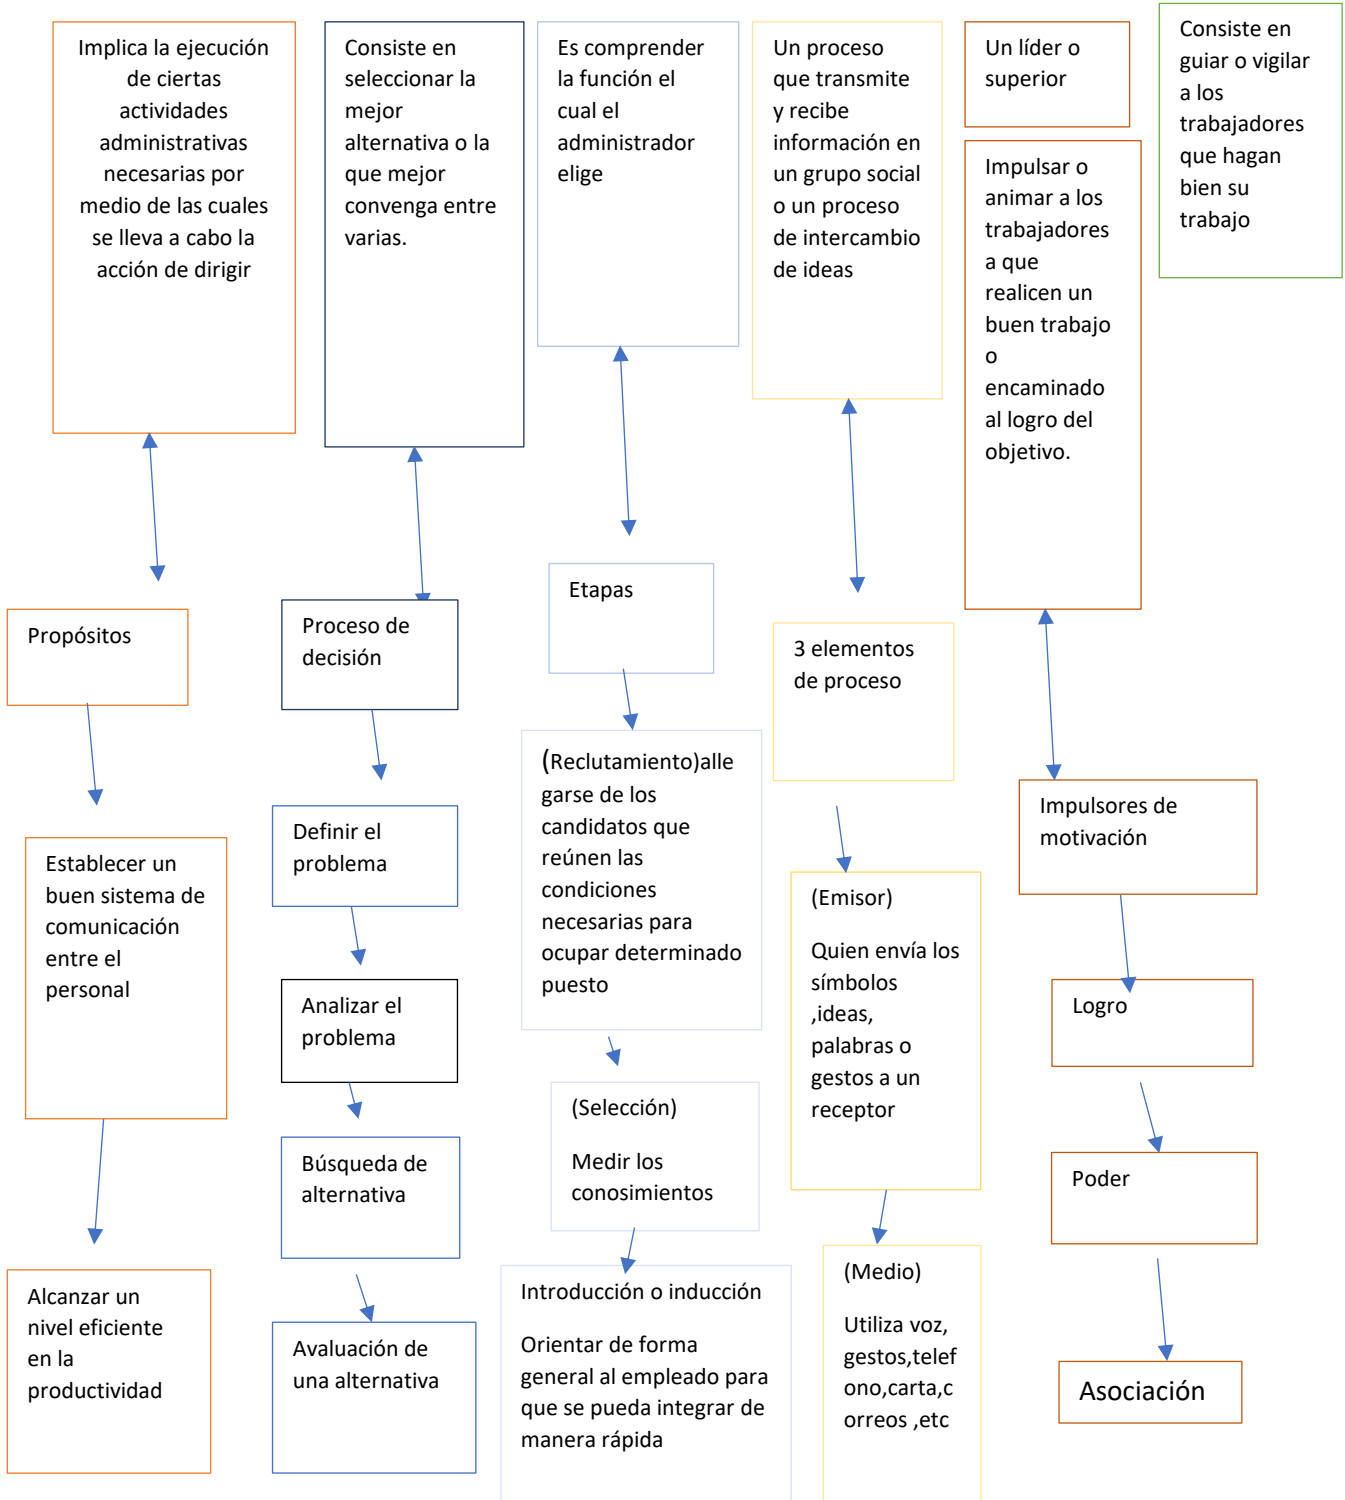 Implica la ejecución
de ciertas
actividades
administrativas
necesarias por
medio de las cuales
se lleva a cabo la
acción de dirigir
Consiste en
seleccionar la
mejor
alternativa o la
que mejor
convenga entre
varias.
Es comprender
la función el
cual el
administrador
elige
Un proceso
que transmite
y recibe
información en
un grupo social
o un proceso
de intercambio
de ideas
Un líder o
superior
Impulsar o
animar a los
trabajadores
a que
realicen un
buen trabajo
o
encaminado
al logro del
objetivo.
Consiste en
guiar o vigilar
a los
trabajadores
que hagan
bien su
trabajo
Propósitos
Establecer un
buen sistema de
comunicación
entre el
personal
Alcanzar un
nivel eficiente
en la
productividad
Proceso de
decisión
Definir el
problema
Analizar el
problema
Búsqueda de
alternativa
Avaluación de
una alternativa
Etapas
(Reclutamiento)alle
garse de los
candidatos que
reúnen las
condiciones
necesarias para
ocupar determinado
puesto
(Selección)
Medir los
conosimientos
Introducción o inducción
Orientar de forma
general al empleado para
que se pueda integrar de
manera rápida
3 elementos
de proceso
(Emisor)
Quien envía los
símbolos
,ideas,
palabras o
gestos a un
receptor
(Medio)
Utiliza voz,
gestos,telef
ono,carta,c
orreos ,etc
Impulsores de
motivación
Logro
Poder
Asociación